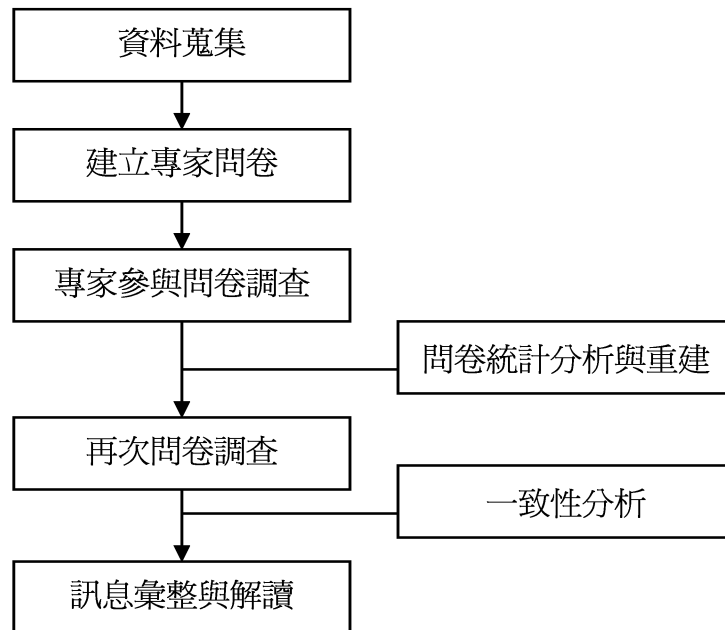 資料蒐集
建立專家問卷
專家參與問卷調查
問卷統計分析與重建
再次問卷調查
一致性分析
訊息彙整與解讀